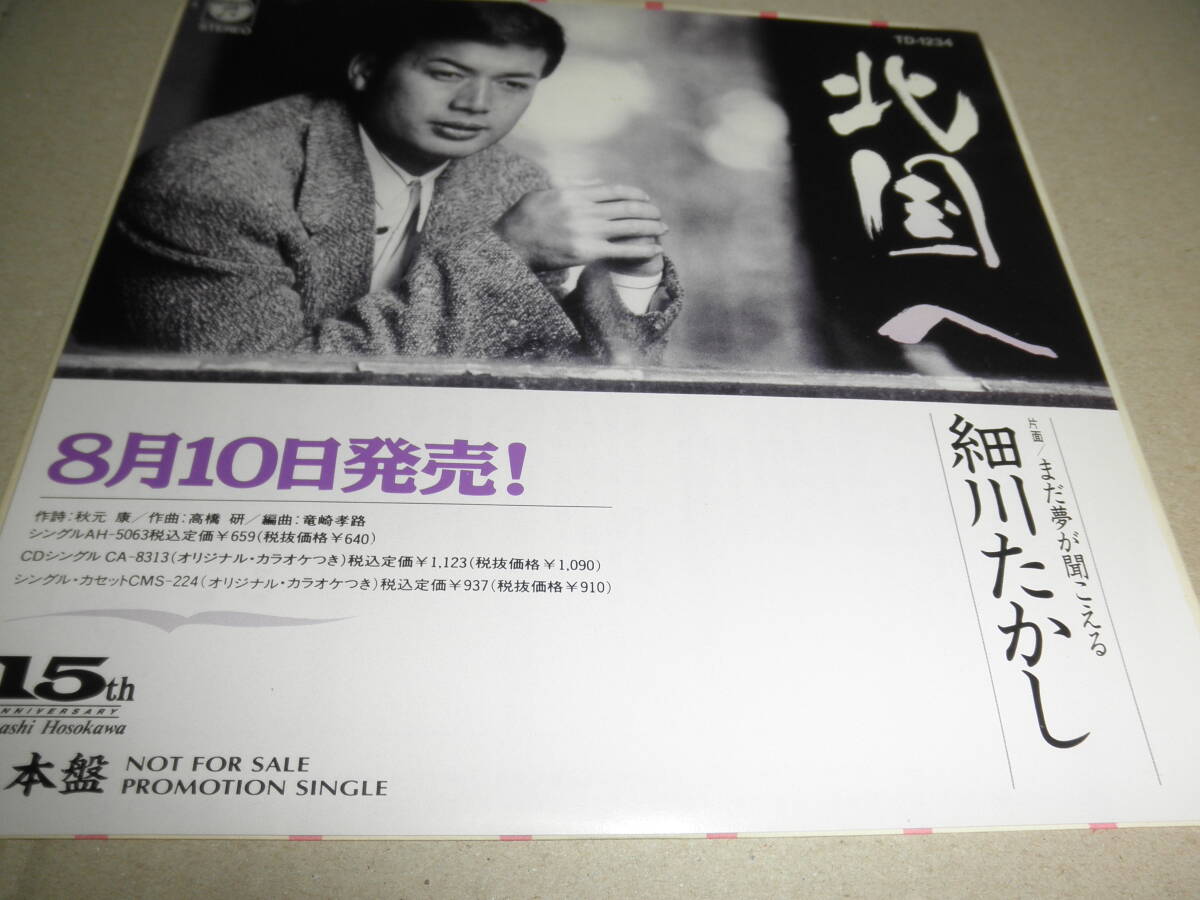 STEREO
TD-1234
北国へ
片面/まだ夢が聞こえる
細川たかし
8月10日発売!
作詩:秋元 康/作曲:高橋 研/編曲:竜崎孝路
シングルAH-5063税込定価¥659(税抜価格¥640)
CDシングル CA-8313(オリジナル・カラオケつき)税込定価¥1,123(税抜価格¥1,090)
シングル・カセットCMS-224(オリジナル・カラオケつき)税込定価¥937(税抜価格¥910)
15th
NNIVERSARY
ashi Hosokawa
本盤 NOT FOR SALE
PROMOTION SINGLE